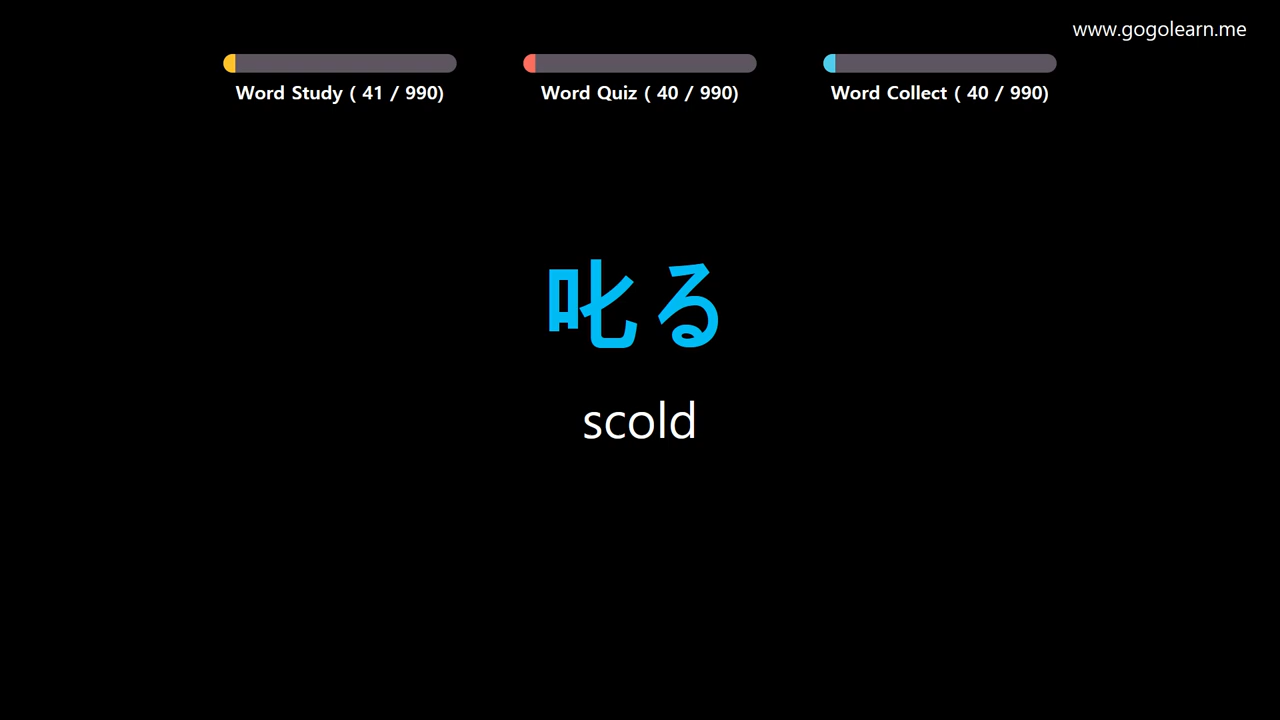 www.gogolearn.me
Word Study ( 41 / 990)
Word Quiz ( 40 / 990)
Word Collect ( 40 / 990)
叱る
scold